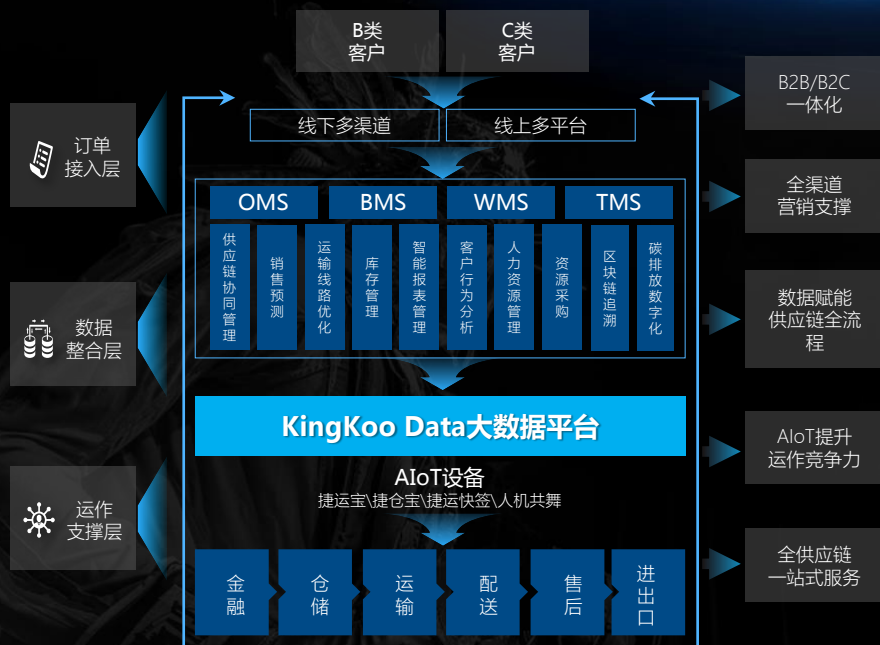 B类
客户
C类
客户
线下多渠道
线上多平台
订单
接入层
数据
整合层
运作
支撑层
OMS
BMS
WMS
TMS
供应链协同管理
销售预测
运输线路优化
库存管理
智能报表管理
客户行为分析
人力资源管理
资源采购
区块链追溯
碳排放数字化
KingKoo Data大数据平台
AIoT设备
捷运宝\捷仓宝\捷运快签\人机共舞
金融
仓储
运输
配送
售后
进出口
B2B/B2C
一体化
全渠道
营销支撑
数据赋能
供应链全流
程
AIoT提升
运作竞争力
全供应链
一站式服务